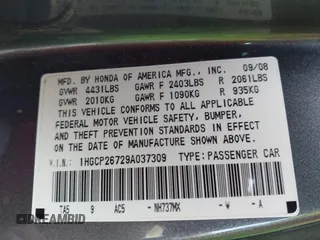 MFD. BY HONDA OF AMERICA MFG., INC. 09/08
GVWR 4431LBS GAWR F 2403LBS R 2061LBS
GVWR 2010KG GAWR F 1090KG R 935KG
THIS VEHICLE CONFORMS TO ALL APPLICABLE
FEDERAL MOTOR VEHICLE SAFETY, BUMPER,
AND THEFT PREVENTION STANDARDS IN EFFECT
ON THE DATE OF MANUFACTURE SHOWN ABOVE.
1HGCP26729A037309 TYPE: PASSENGER CAR
7A5 9 AC5 - NH737MX - W - A